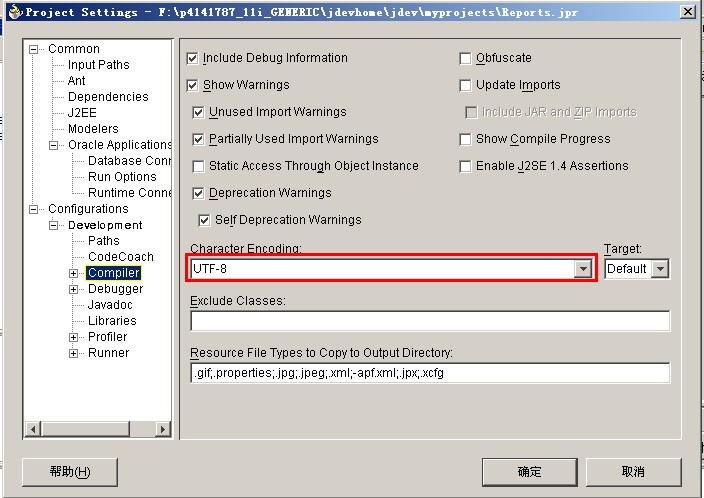 Project Settings - F:\p4141787_11i_GENERIC\jdevhome\jdev\myprojects\Reports.jpr
Common
Input Paths
Ant
Dependencies
J2EE
Modelers
Oracle Applications
Database Conn
Run Options
Runtime Conne
Configurations
Development
Paths
CodeCoach
Compiler
Debugger
Javadoc
Libraries
Profiler
Runner
Include Debug Information
Obfuscate
Show Warnings
Update Imports
Unused Import Warnings
Include JAR and ZIP Imports
Partially Used Import Warnings
Show Compile Progress
Static Access Through Object Instance
Enable J2SE 1.4 Assertions
Deprecation Warnings
Self Deprecation Warnings
Character Encoding:
Target:
UTF-8
Default
Exclude Classes:
Resource File Types to Copy to Output Directory:
.gif;.properties;.jpg;.jpeg;.xml;-apf.xml;.jpx;.xcfg
帮助(H)
确定
取消